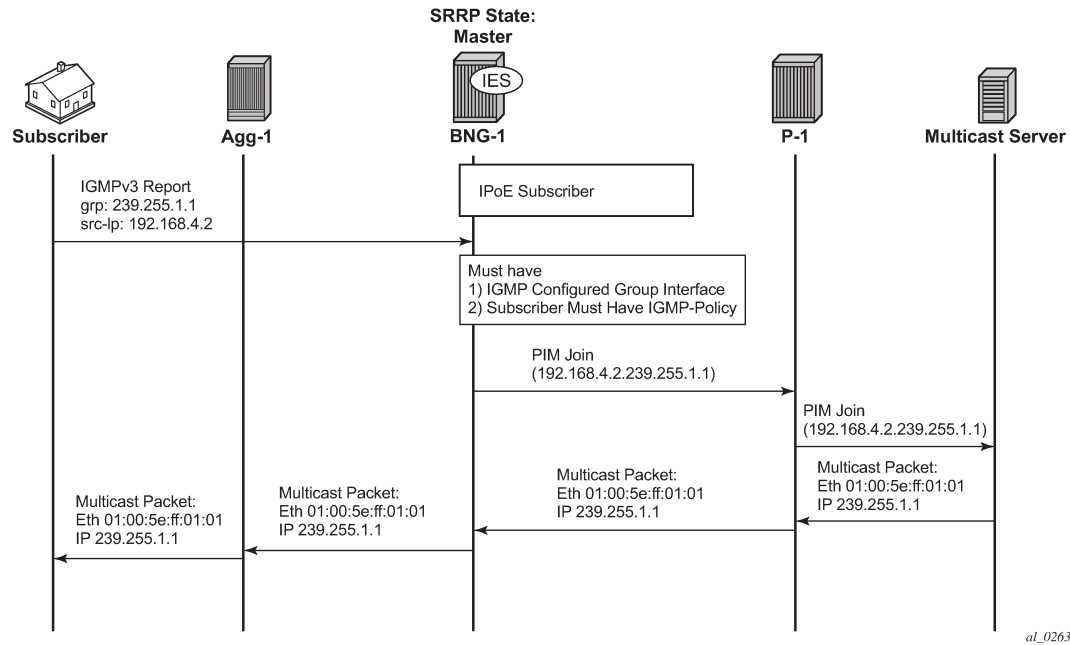 SRRP State:
Master
IES
Subscriber
Agg-1
BNG-1
P-1
Multicast Server
IGMPv3 Report
grp: 239.255.1.1
src-lp: 192.168.4.2
IPoE Subscriber
Must have
1) IGMP Configured Group Interface
2) Subscriber Must Have IGMP-Policy
PIM Join
(192.168.4.2.239.255.1.1)
PIM Join
(192.168.4.2.239.255.1.1)
Multicast Packet:
Eth 01:00:5e:ff:01:01
IP 239.255.1.1
Multicast Packet:
Eth 01:00:5e:ff:01:01
IP 239.255.1.1
Multicast Packet:
Eth 01:00:5e:ff:01:01
IP 239.255.1.1
Multicast Packet:
Eth 01:00:5e:ff:01:01
IP 239.255.1.1
al_0263